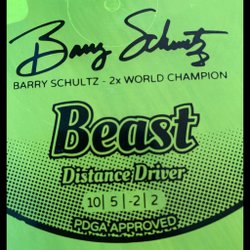 Barry Schultz
BARRY SCHULTZ - 2x WORLD CHAMPION
Beast
Distance Driver
10| 5 |-2| 2
PDGA APPROVED